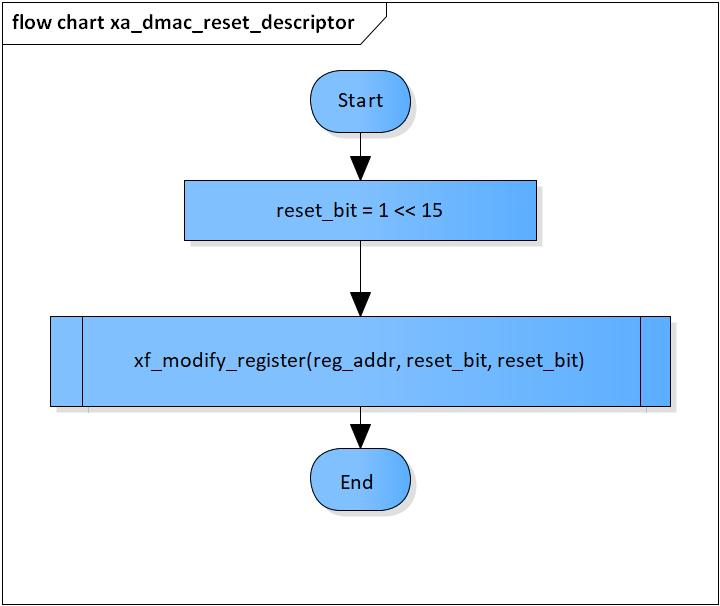 flow chart xa_dmac_reset_descriptor
Start
reset_bit = 1 << 15
xf_modify_register(reg_addr, reset_bit, reset_bit)
End